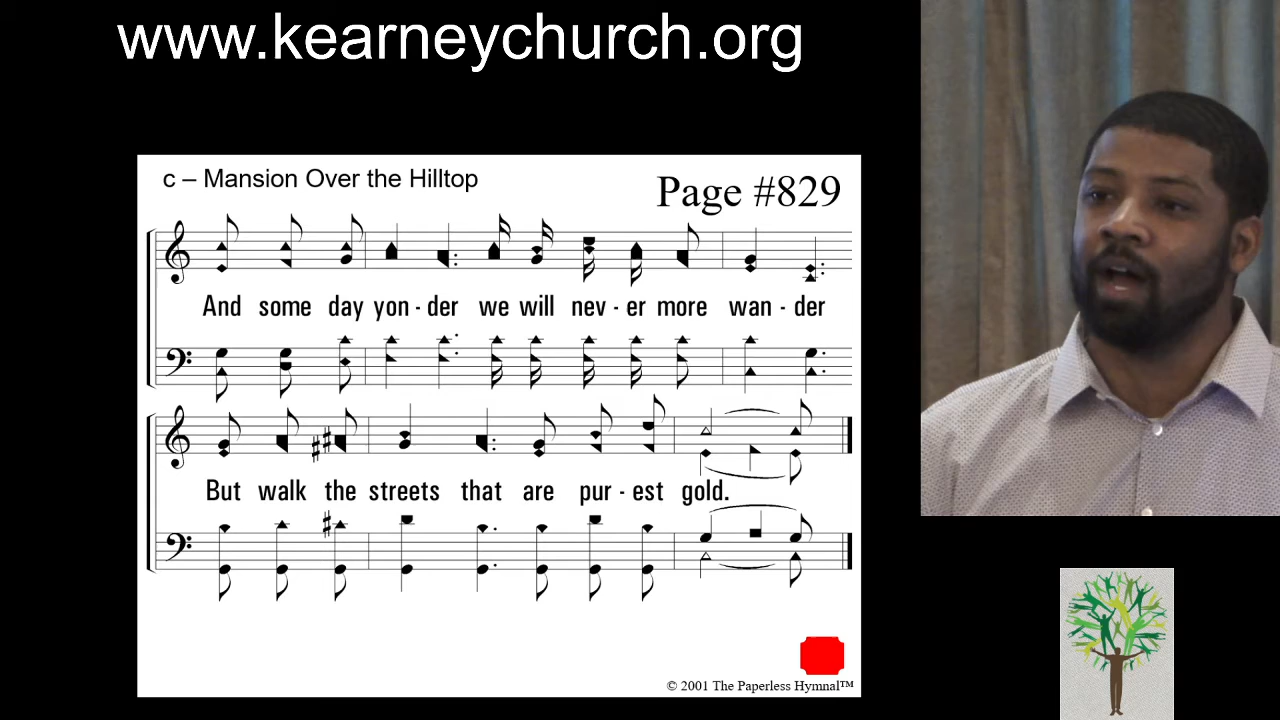 www.kearneychurch.org
c – Mansion Over the Hilltop
Page #829
And some day yon - der we will nev - er more wan - der
But walk the streets that are pur - est gold.
© 2001 The Paperless Hymnal™